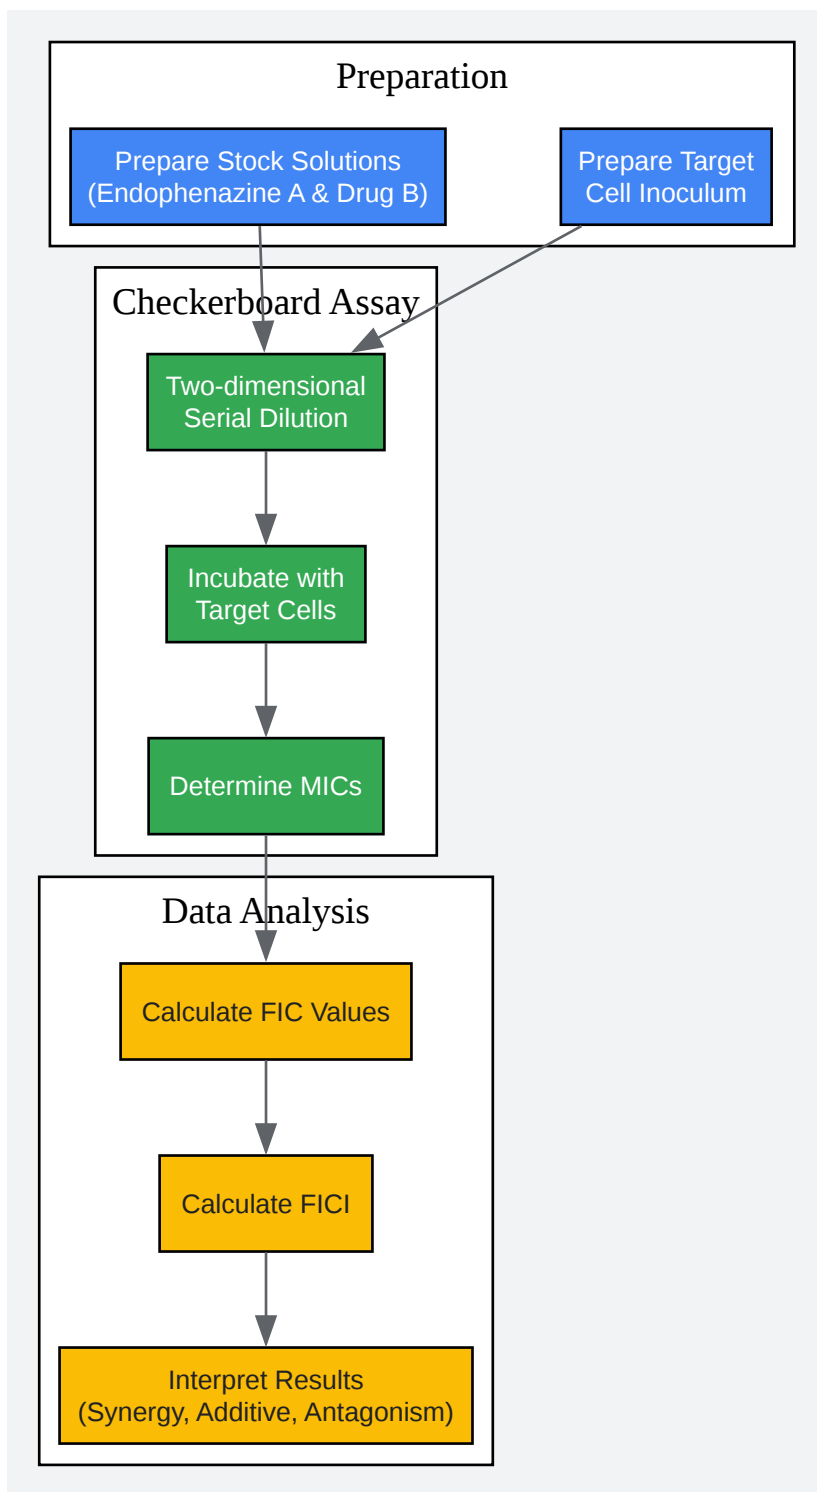 Preparation
Prepare Stock Solutions
(Endophenazine A & Drug B)
Prepare Target
Cell Inoculum
Checkerboard Assay
Two-dimensional
Serial Dilution
Incubate with
Target Cells
Determine MICs
Data Analysis
Calculate FIC Values
Calculate FICI
Interpret Results
(Synergy, Additive, Antagonism)